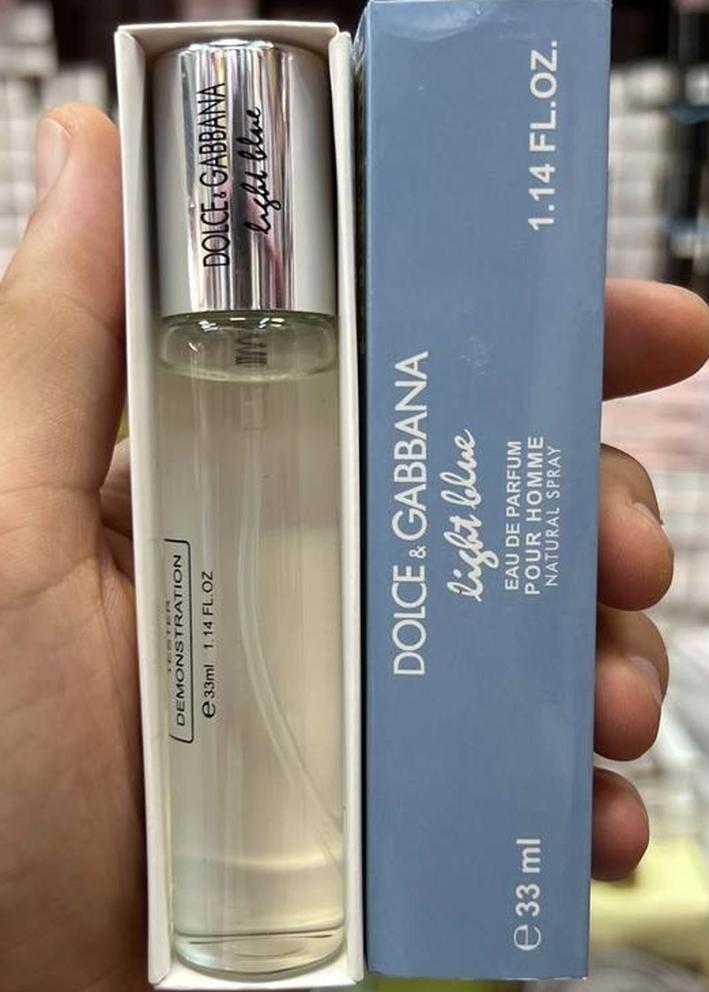 DOLCE & GABBANA
light blue
TESTER
DEMONSTRATION
e 33ml 1.14 FL.OZ
DOLCE & GABBANA
light blue
EAU DE PARFUM
POUR HOMME
NATURAL SPRAY
e 33 ml
1.14 FL.OZ.